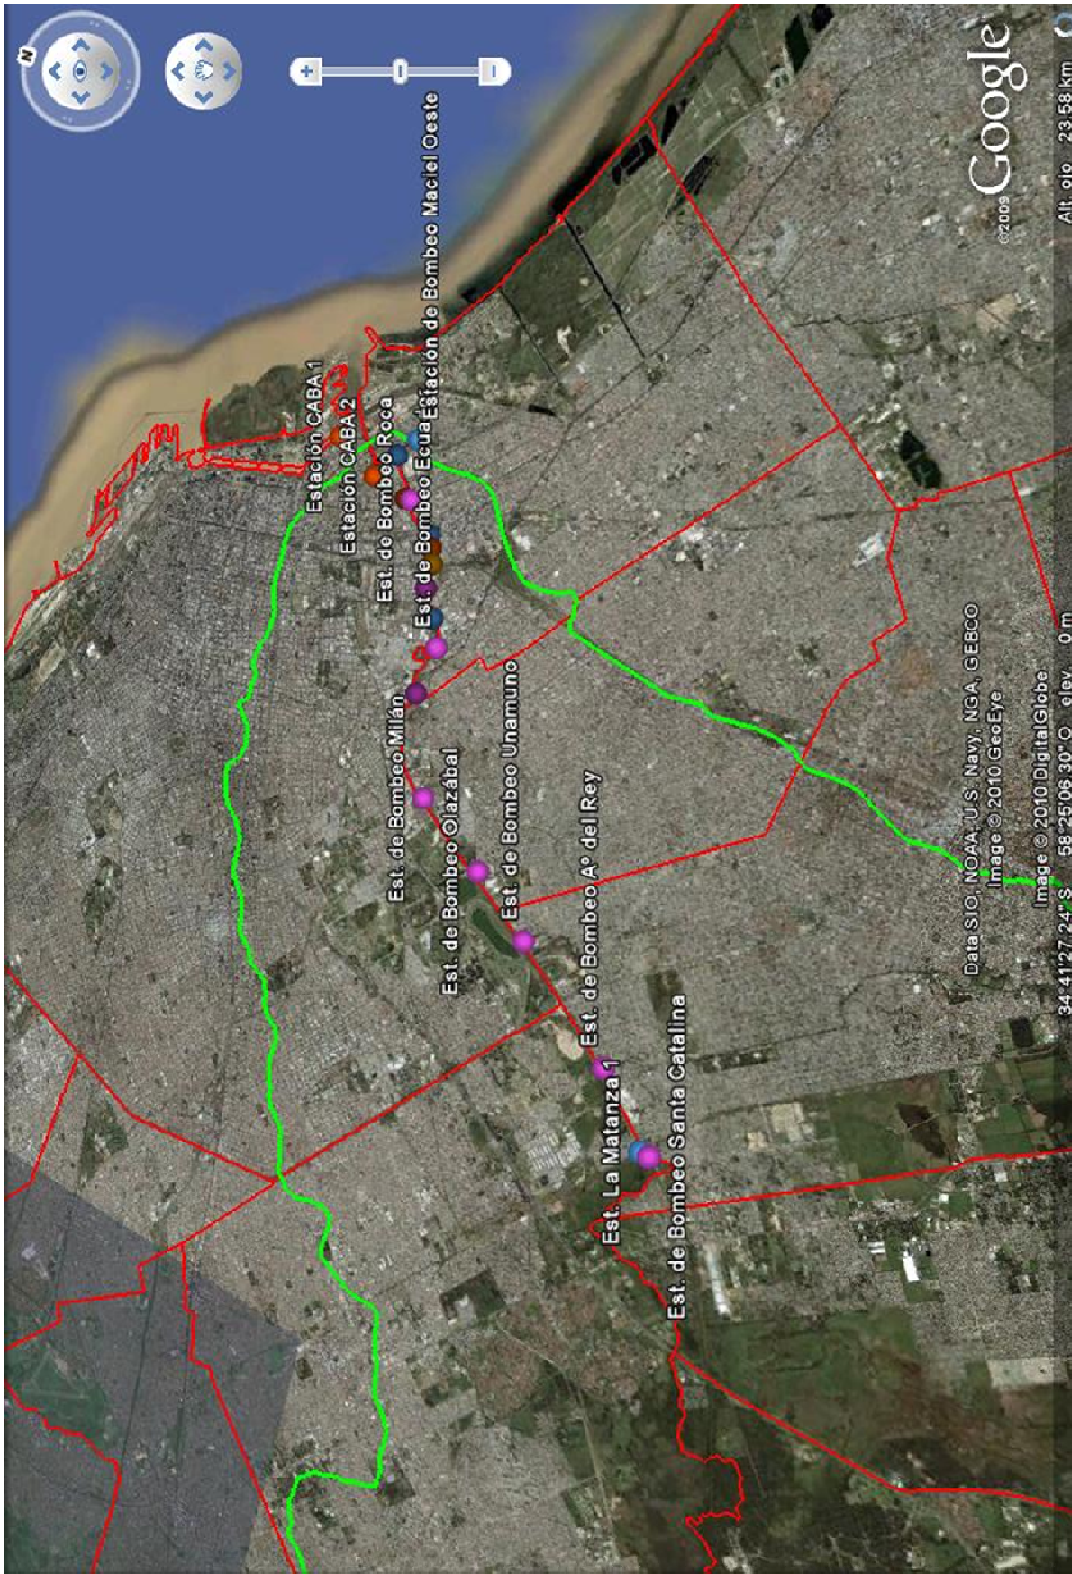 N
Estación CABA 1
Estación CABA 2
Est. de Bombeo Roca
Est. de Bombeo Ecua
Estación de Bombeo Maciel Oeste
Est. de Bombeo Milán
Est. de Bombeo Olazábal
Est. de Bombeo Unamuno
Est. de Bombeo Aº del Rey
Est. La Matanza 1
Est. de Bombeo Santa Catalina
Data SIO, NOAA, U.S. Navy, NGA, GEBCO
Image © 2010 GeoEye
Image © 2010 DigitalGlobe
©2009 Google
34°41'27.24" S 58°25'06.30" O elev. 0 m Alt. ojo 23.58 km